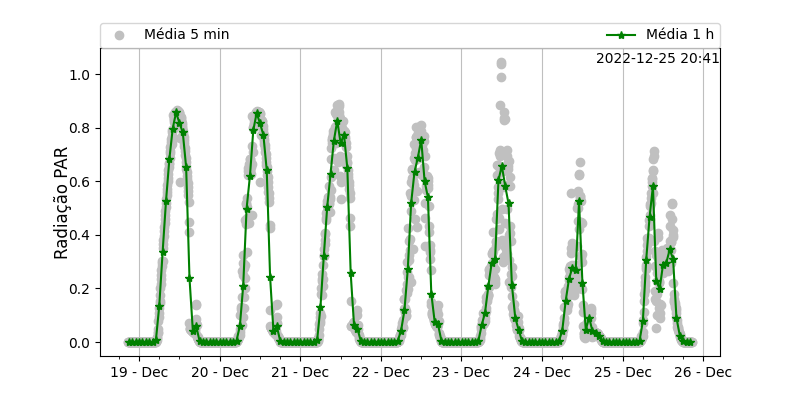 Média 5 min
Média 1 h
2022-12-25 20:41
Radiação PAR
1.0
0.8
0.6
0.4
0.2
0.0
19 - Dec
20 - Dec
21 - Dec
22 - Dec
23 - Dec
24 - Dec
25 - Dec
26 - Dec